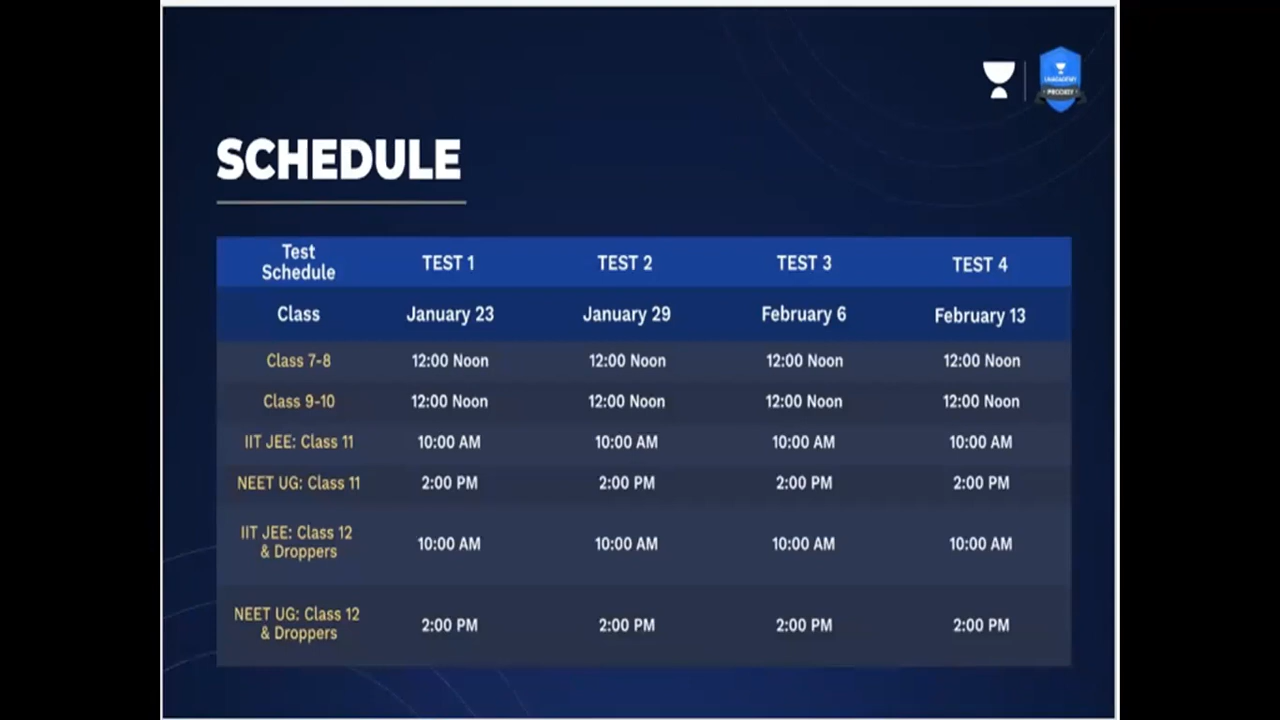 UNACADEMY
PRODIGY
SCHEDULE
Test
Schedule
TEST 1
TEST 2
TEST 3
TEST 4
Class
January 23
January 29
February 6
February 13
Class 7-8
12:00 Noon
12:00 Noon
12:00 Noon
12:00 Noon
Class 9-10
12:00 Noon
12:00 Noon
12:00 Noon
12:00 Noon
IIT JEE: Class 11
10:00 AM
10:00 AM
10:00 AM
10:00 AM
NEET UG: Class 11
2:00 PM
2:00 PM
2:00 PM
2:00 PM
IIT JEE: Class 12
& Droppers
10:00 AM
10:00 AM
10:00 AM
10:00 AM
NEET UG: Class 12
& Droppers
2:00 PM
2:00 PM
2:00 PM
2:00 PM